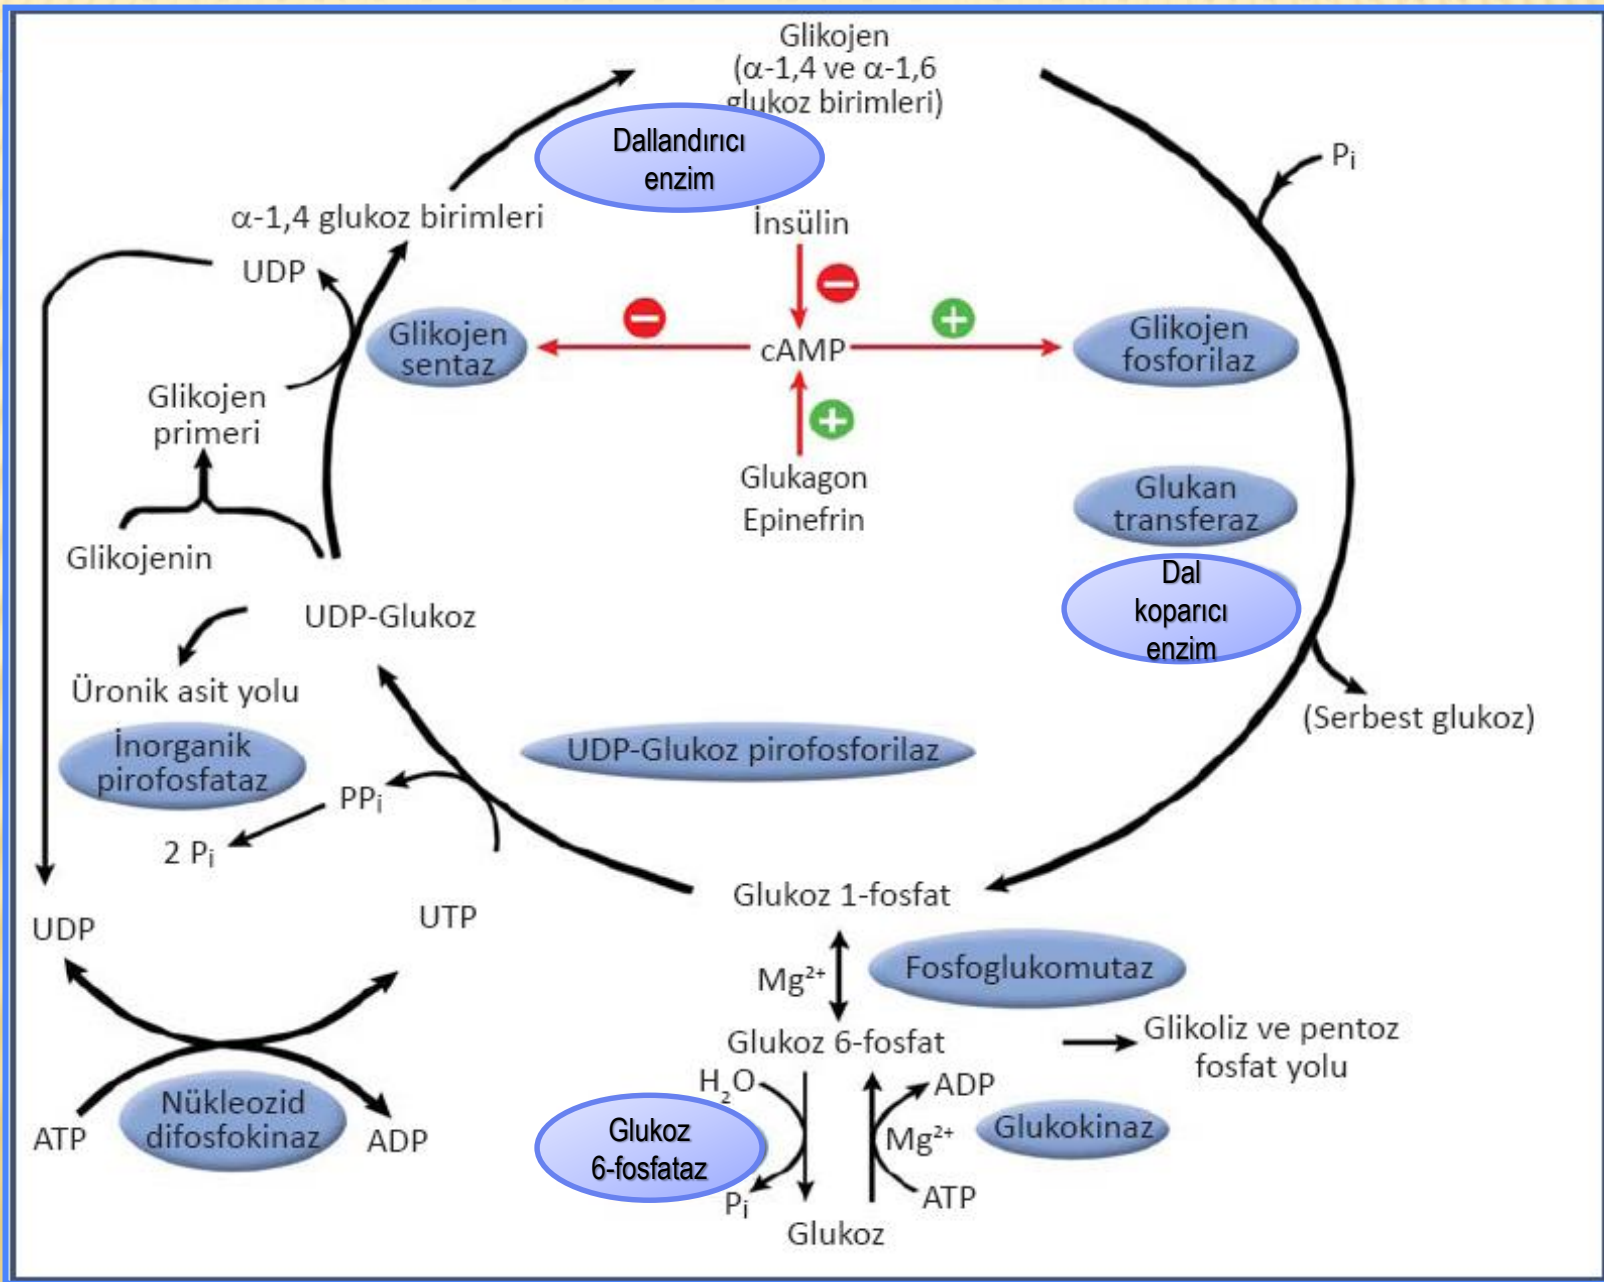 Glikojen
(α-1,4 ve α-1,6
glukoz birimleri)
Dallandırıcı
enzim
Pi
α-1,4 glukoz birimleri
İnsülin
UDP
Glikojen
sentaz
cAMP
Glikojen
fosforilaz
Glikojen
primeri
Glukagon
Epinefrin
Glukan
transferaz
Glikojenin
Dal
koparıcı
enzim
UDP-Glukoz
Üronik asit yolu
(Serbest glukoz)
İnorganik
pirofosfataz
UDP-Glukoz pirofosforilaz
PPi
2 Pi
Glukoz 1-fosfat
UDP
UTP
Mg²⁺
Fosfoglukomutaz
Glukoz 6-fosfat
Glikoliz ve pentoz
fosfat yolu
H₂O
ADP
Nükleozid
difosfokinaz
ATP
ADP
Glukoz
6-fosfataz
Mg²⁺
Glukokinaz
Pi
ATP
Glukoz